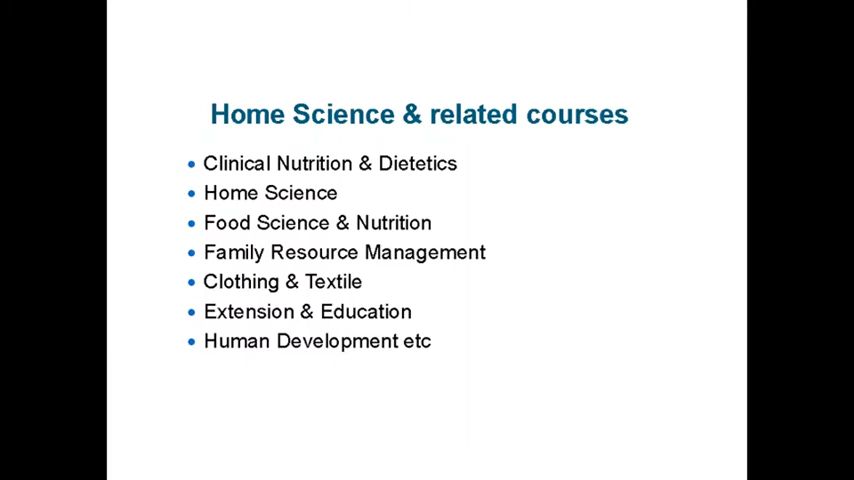 Home Science & related courses
Clinical Nutrition & Dietetics
Home Science
Food Science & Nutrition
Family Resource Management
Clothing & Textile
Extension & Education
Human Development etc